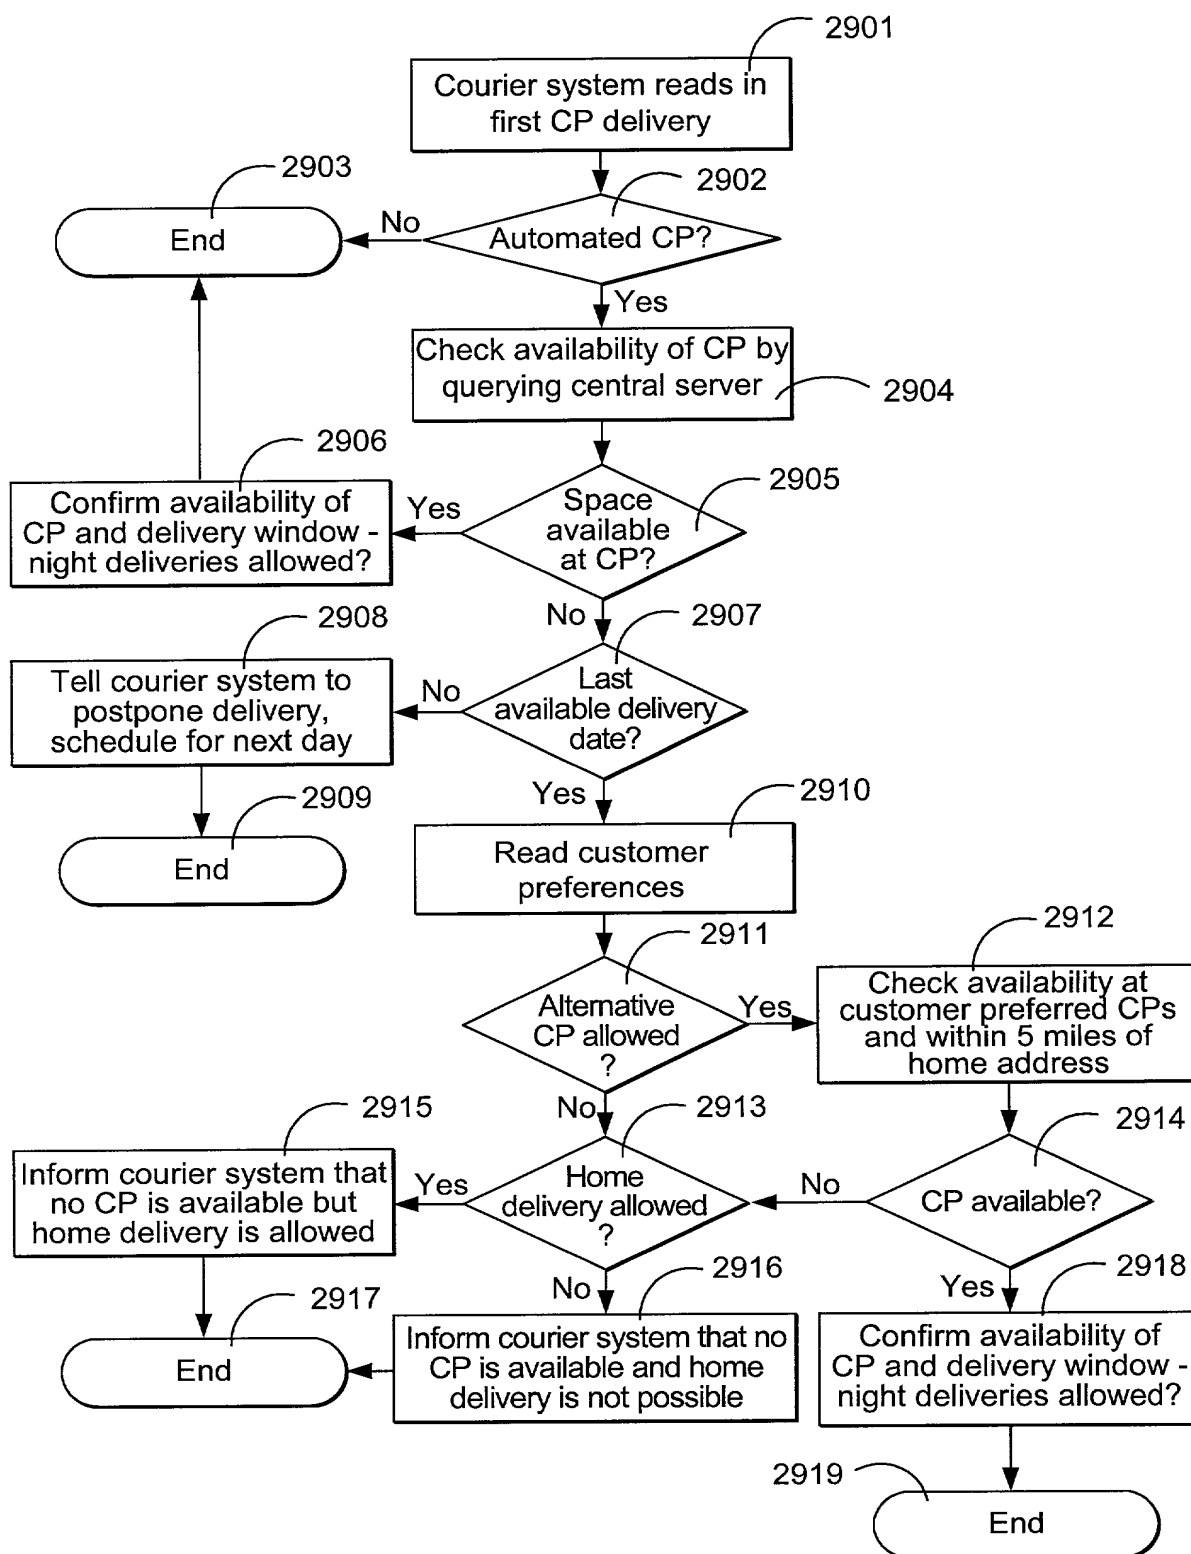 2901
Courier system reads in
first CP delivery
2903
2902
End
No
Automated CP?
Yes
Check availability of CP by
querying central server
2904
2906
2905
Confirm availability of
CP and delivery window -
night deliveries allowed?
Yes
Space
available
at CP?
No
2907
2908
Tell courier system to
postpone delivery,
schedule for next day
No
Last
available delivery
date?
Yes
2909
2910
End
Read customer
preferences
2911
2912
Alternative
CP allowed
?
Yes
Check availability at
customer preferred CPs
and within 5 miles of
home address
No
2913
2915
2914
Inform courier system that
no CP is available but
home delivery is allowed
Yes
Home
delivery allowed
?
No
CP available?
No
2916
Yes
2918
2917
End
Inform courier system that no
CP is available and home
delivery is not possible
Confirm availability of
CP and delivery window -
night deliveries allowed?
2919
End